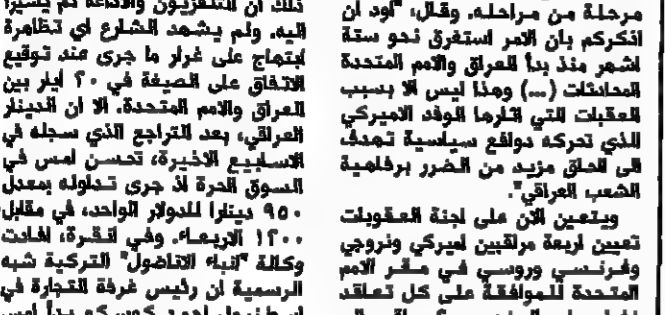 مرحلة من مراحله. وقال، "اود ان
اذكركم بان الامر استغرق نحو ستة
اشهر منذ بدأ العراق والامم المتحدة
المحادثات (...) وهذا ليس الا بسبب
العقبات التي اثارها الوفد الاميركي
الذي تحركه دوافع سياسية تهدف
الى الحاق مزيد من الضرر برفاهية
الشعب العراقي".
ويتعين الان على لجنة العقوبات
تعيين اربعة مراقبين اميركي ونروجي
وفرنسي وروسي في مقر الامم
المتحدة للموافقة على كل تعاقد
ذلك ان التلفزيون والاذاعة لم يشيرا
اليه. ولم يشهد الشارع اي تظاهرة
ابتهاج على غرار ما جرى عند توقيع
الاتفاق على الصيغة في ٢٠ ايار بين
العراق والامم المتحدة. الا ان الدينار
العراقي، بعد التراجع الذي سجله في
الاسابيع الاخيرة، تحسن امس في
السوق الحرة اذ جرى تداوله بمعدل
٩٥٠ دينارا للدولار الواحد، في مقابل
١٢٠٠ الاربعاء. وفي انقرة، افادت
وكالة "انباء الاناضول" التركية شبه
الرسمية ان رئيس غرفة التجارة في